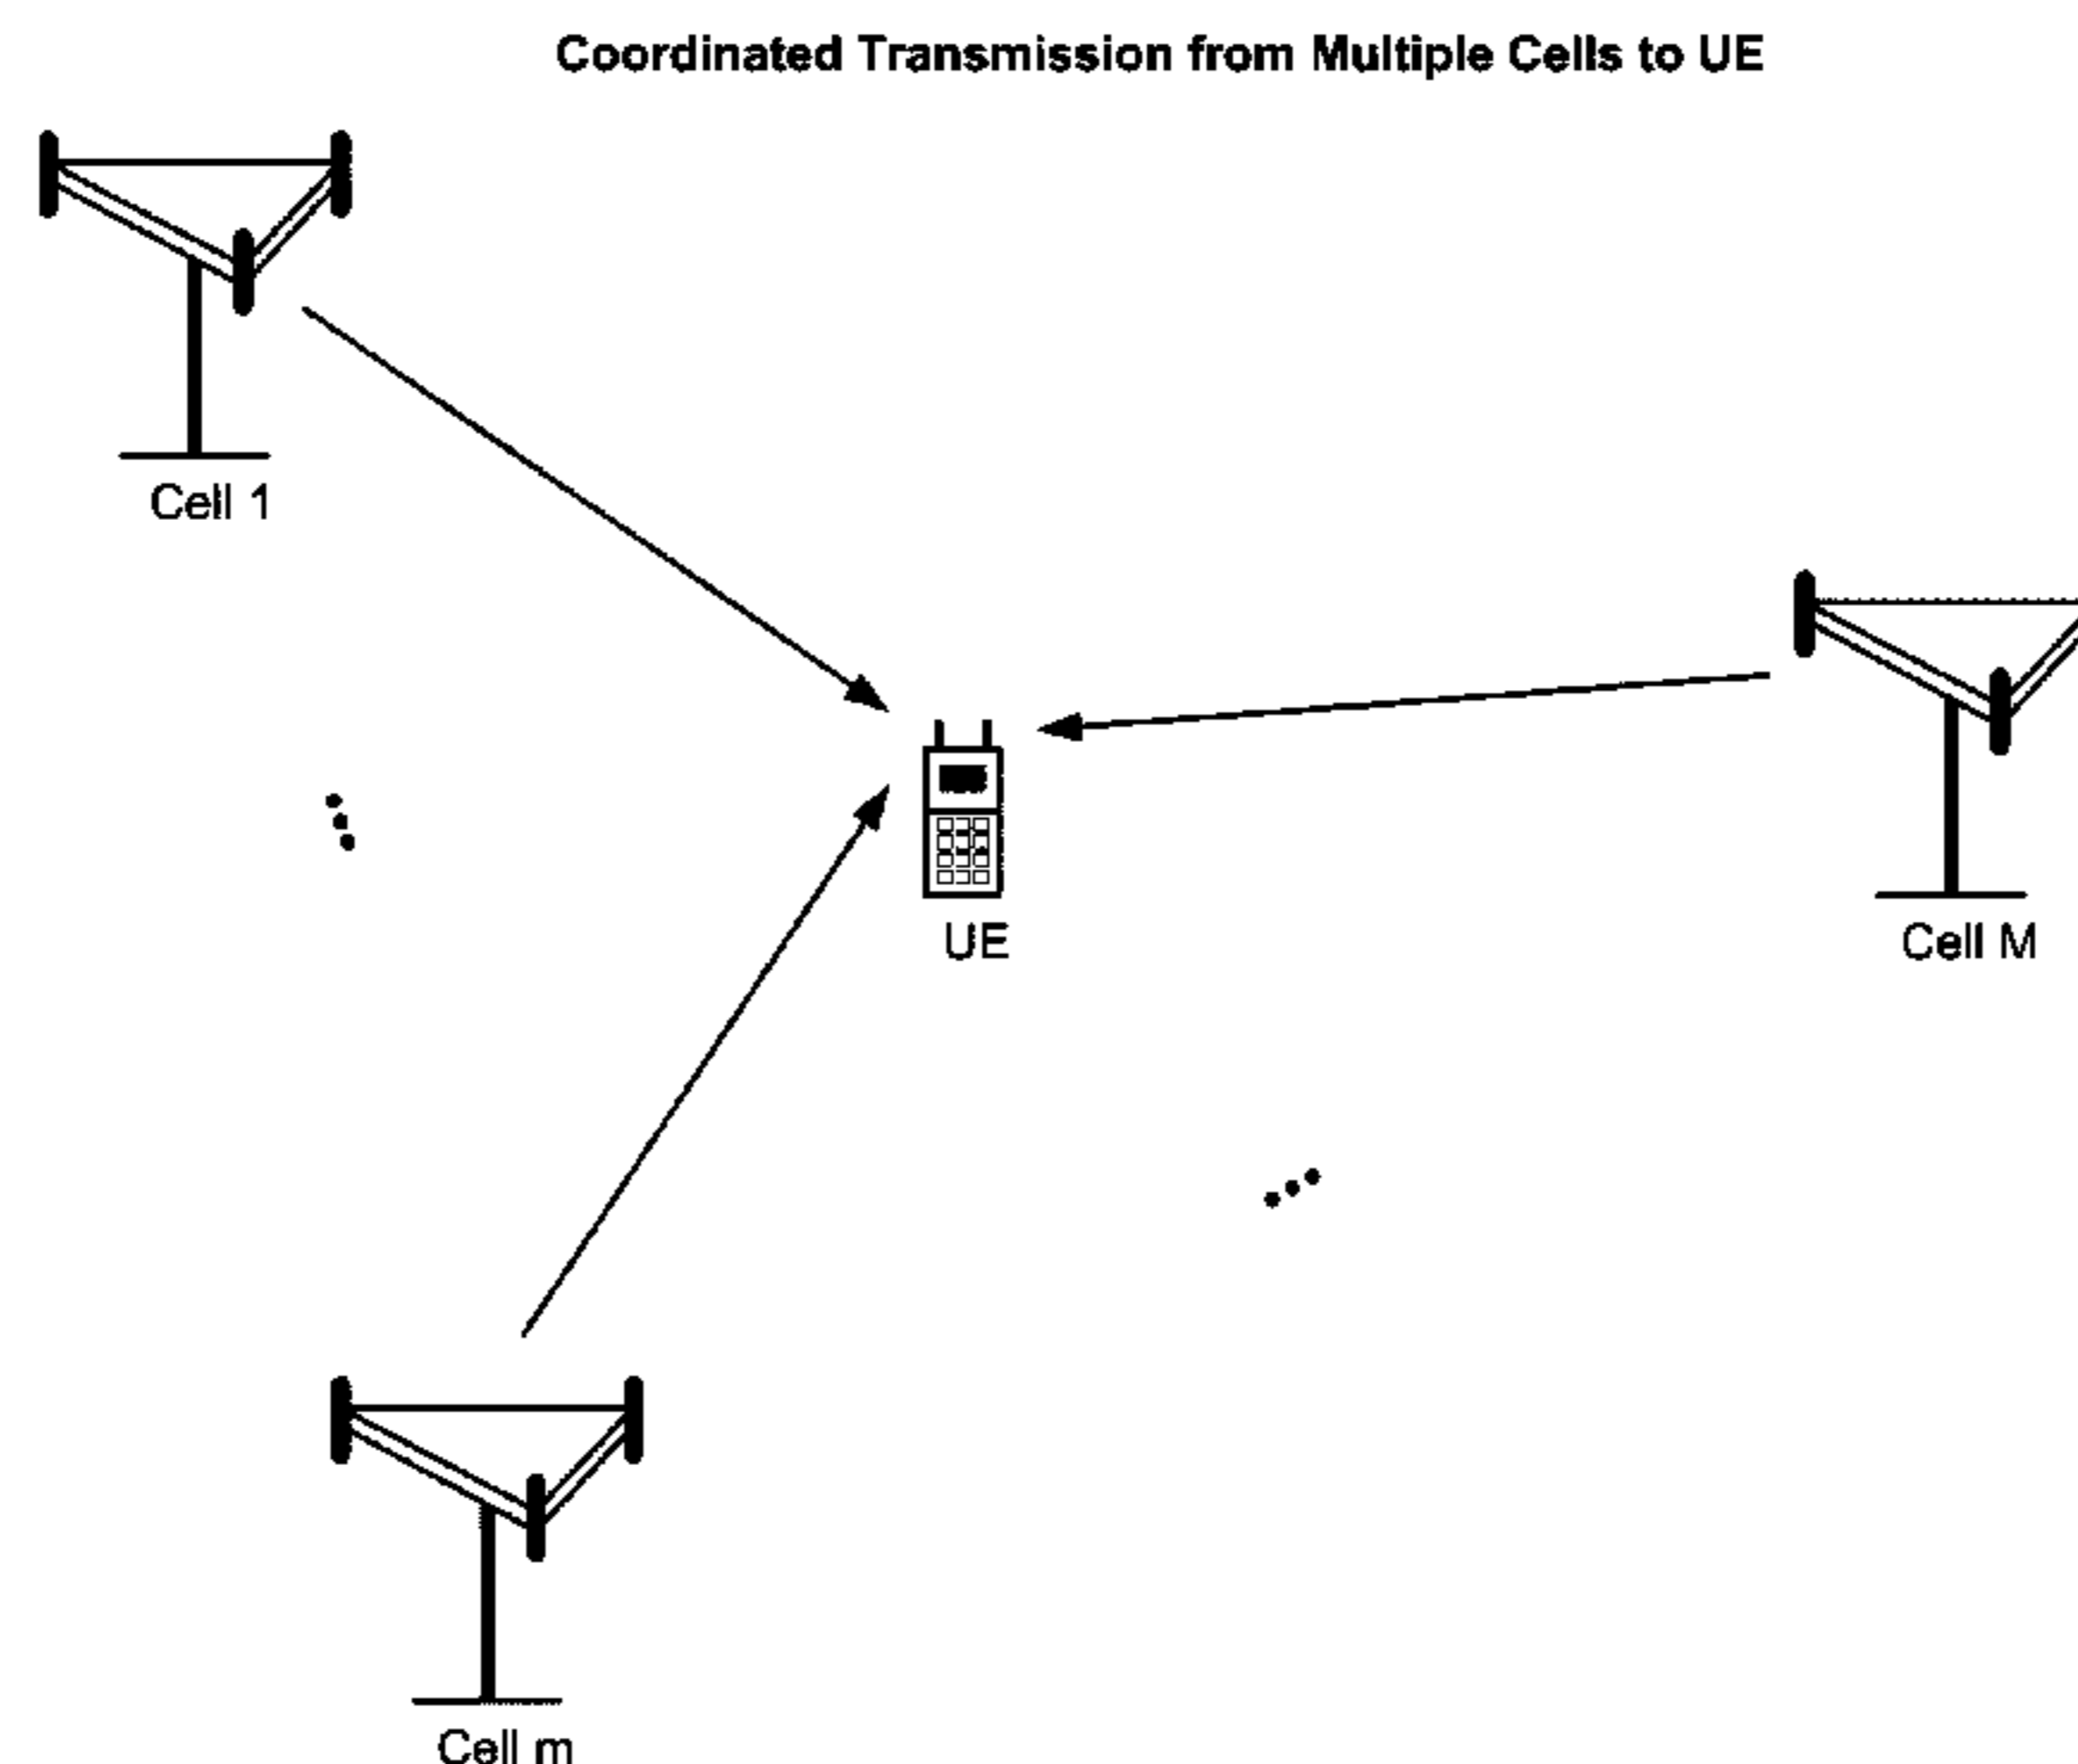 Coordinated Transmission from Multiple Cells to UE
Cell 1
UE
Cell M
Cell m